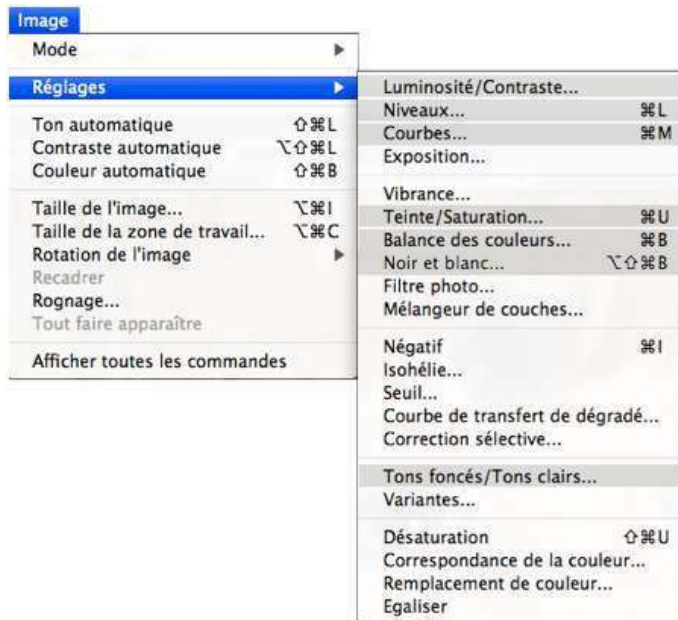 Image
Mode
Réglages
Ton automatique ⇧⌘L
Contraste automatique ⌥⇧⌘L
Couleur automatique ⇧⌘B
Taille de l'image... ⌥⌘I
Taille de la zone de travail... ⌥⌘C
Rotation de l'image
Recadrer
Rognage...
Tout faire apparaître
Afficher toutes les commandes
Luminosité/Contraste...
Niveaux... ⌘L
Courbes... ⌘M
Exposition...
Vibrance...
Teinte/Saturation... ⌘U
Balance des couleurs... ⌘B
Noir et blanc... ⌥⇧⌘B
Filtre photo...
Mélangeur de couches...
Négatif ⌘I
Isohélie...
Seuil...
Courbe de transfert de dégradé...
Correction sélective...
Tons foncés/Tons clairs...
Variantes...
Désaturation ⇧⌘U
Correspondance de la couleur...
Remplacement de couleur...
Egaliser